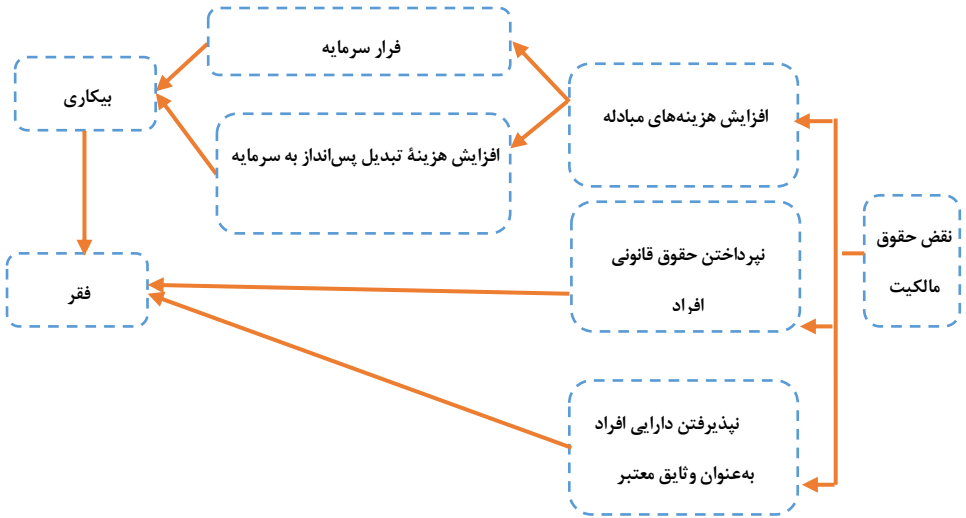 نقض حقوق
مالکیت
افزایش هزینه‌های مبادله
نپرداختن حقوق قانونی
افراد
نپذیرفتن دارایی افراد
به‌عنوان وثایق معتبر
فرار سرمایه
افزایش هزینهٔ تبدیل پس‌انداز به سرمایه
بیکاری
فقر